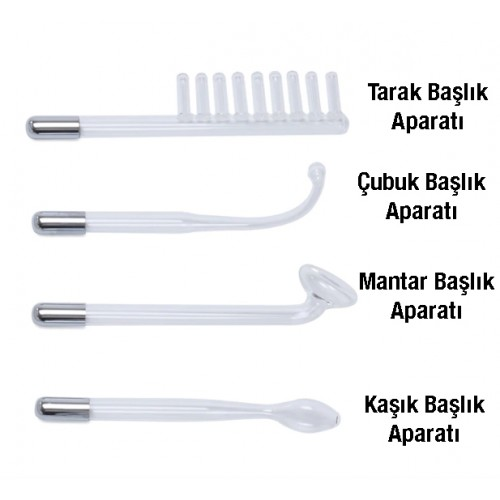 Tarak Başlık
Aparatı
Çubuk Başlık
Aparatı
Mantar Başlık
Aparatı
Kaşık Başlık
Aparatı